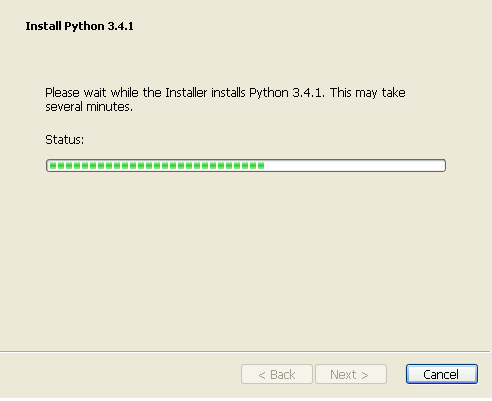 Install Python 3.4.1
Please wait while the Installer installs Python 3.4.1. This may take
several minutes.
Status:
< Back
Next >
Cancel